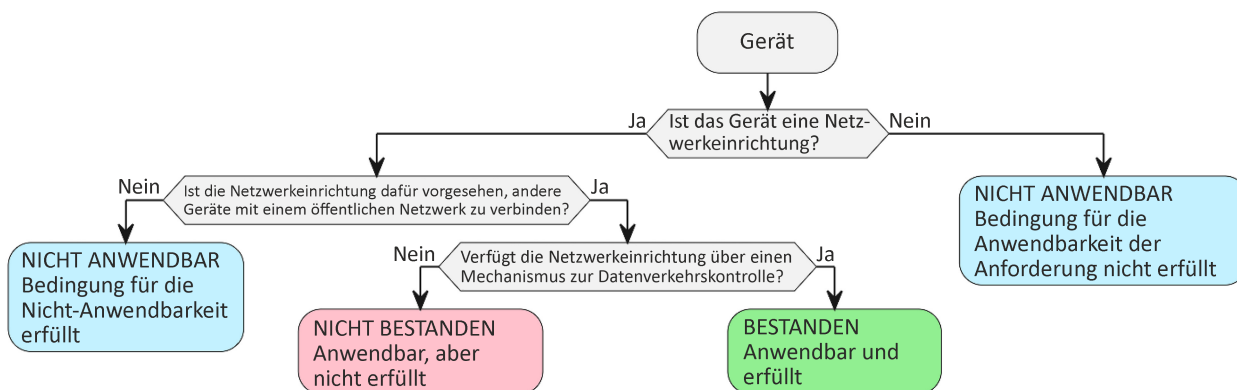 Gerät
Ja
Ist das Gerät eine Netz-
werkeinrichtung?
Nein
Nein
Ist die Netzwerkeinrichtung dafür vorgesehen, andere
Geräte mit einem öffentlichen Netzwerk zu verbinden?
Ja
NICHT ANWENDBAR
Bedingung für die
Anwendbarkeit der
Anforderung nicht erfüllt
NICHT ANWENDBAR
Bedingung für die
Nicht-Anwendbarkeit
erfüllt
Nein
Verfügt die Netzwerkeinrichtung über einen
Mechanismus zur Datenverkehrskontrolle?
Ja
NICHT BESTANDEN
Anwendbar, aber
nicht erfüllt
BESTANDEN
Anwendbar und
erfüllt